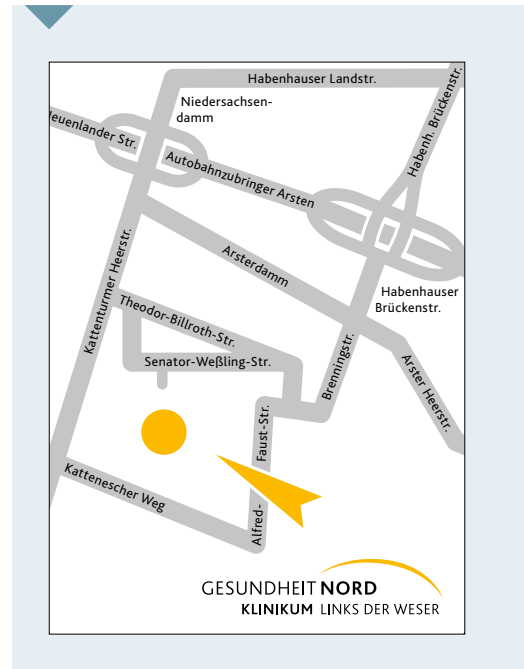 Habenhauser Landstr.
Niedersachsen-
damm
Habenh. Brückenstr.
Neuenlander Str.
Autobahnzubringer Arsten
Kattenturmer Heerstr.
Arsterdamm
Habenhauser
Brückenstr.
Theodor-Billroth-Str.
Senator-Weßling-Str.
Brenningstr.
Arster Heerstr.
Alfred-
Faust-Str.
Kattenescher Weg
GESUNDHEIT NORD
KLINIKUM LINKS DER WESER